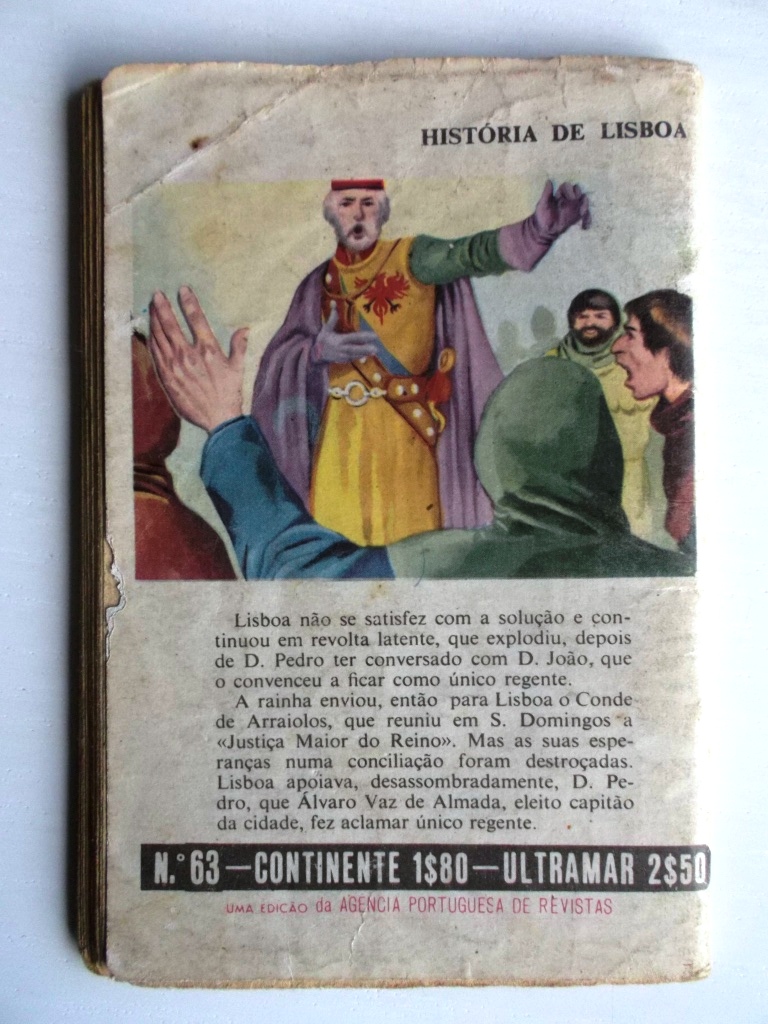 HISTÓRIA DE LISBOA
Lisboa não se satisfez com a solução e con-
tinuou em revolta latente, que explodiu, depois
de D. Pedro ter conversado com D. João, que
o convenceu a ficar como único regente.
A rainha enviou, então para Lisboa o Conde
de Arraiolos, que reuniu em S. Domingos a
«Justiça Maior do Reino». Mas as suas espe-
ranças numa conciliação foram destroçadas.
Lisboa apoiava, desassombradamente, D. Pe-
dro, que Álvaro Vaz de Almada, eleito capitão
da cidade, fez aclamar único regente.
N.º 63—CONTINENTE 1$80—ULTRAMAR 2$50
UMA EDICÃO da AGENCIA PORTUGUESA DE REVISTAS